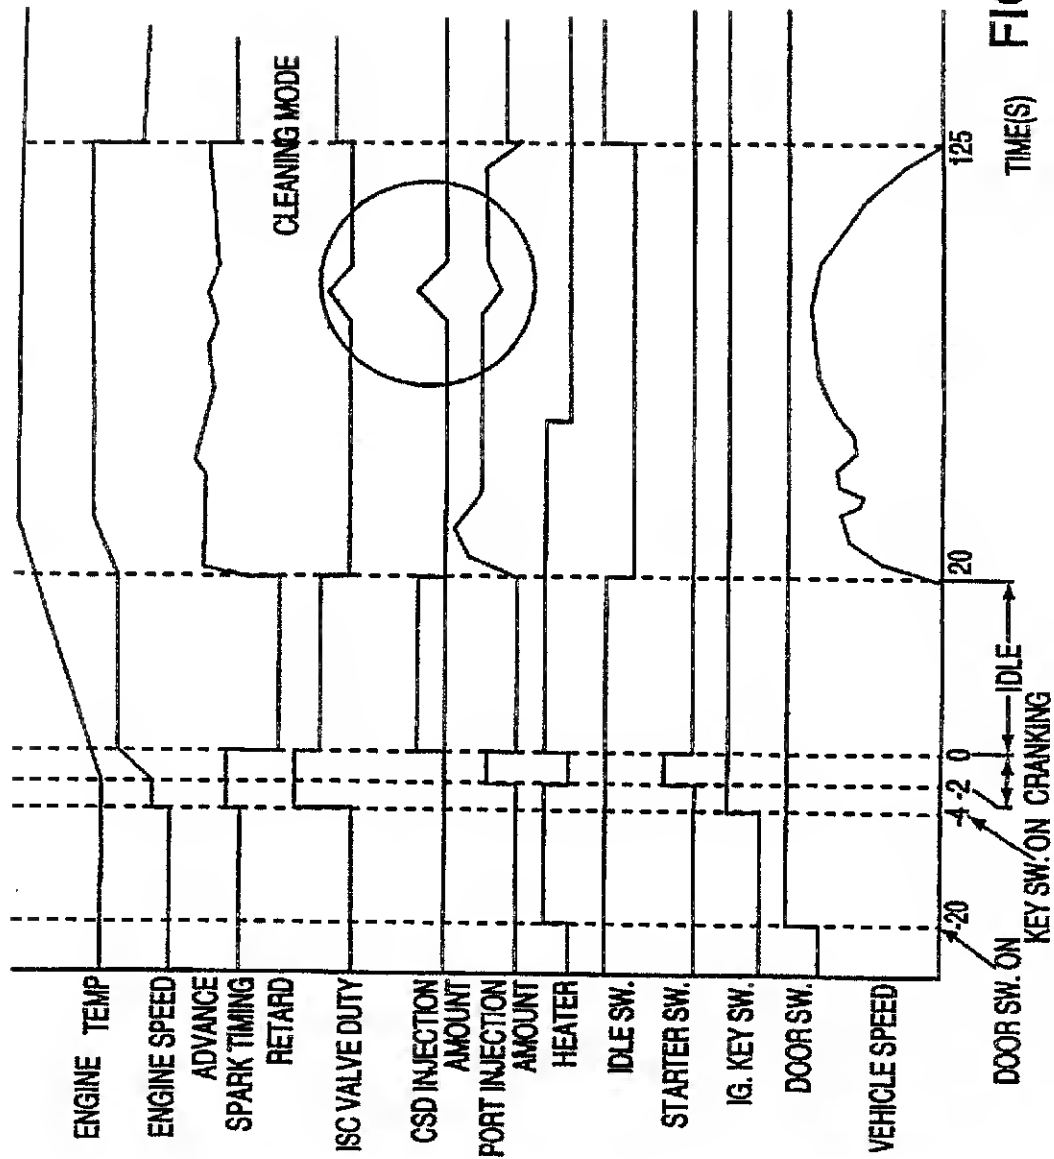 ENGINE TEMP
ENGINE SPEED
ADVANCE
SPARK TIMING
RETARD
ISC VALVE DUTY
CSD INJECTION
AMOUNT
PORT INJECTION
AMOUNT
HEATER
IDLE SW.
STARTER SW.
IG. KEY SW.
DOOR SW.
VEHICLE SPEED
CLEANING MODE
-20
-4
-2
0
20
125
IDLE
TIME(S)
DOOR SW. ON
KEY SW. ON
CRANKING